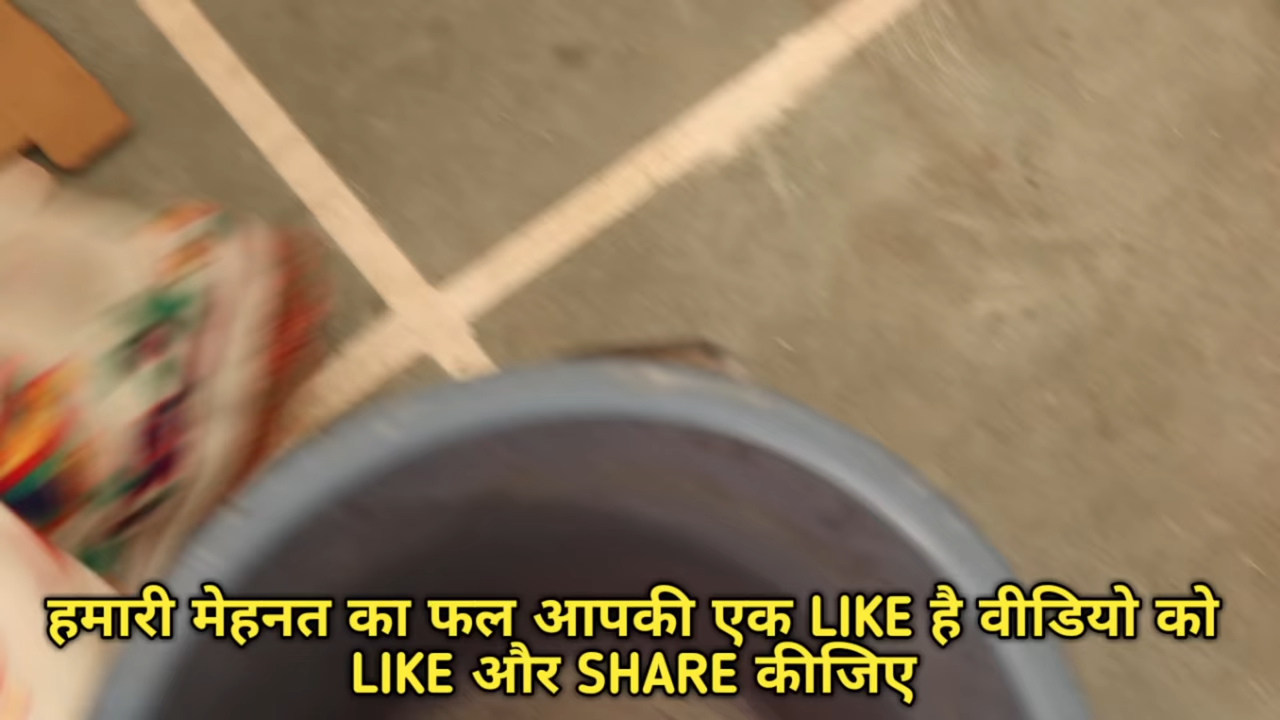 हमारी मेहनत का फल आपकी एक LIKE है वीडियो को
LIKE और SHARE कीजिए